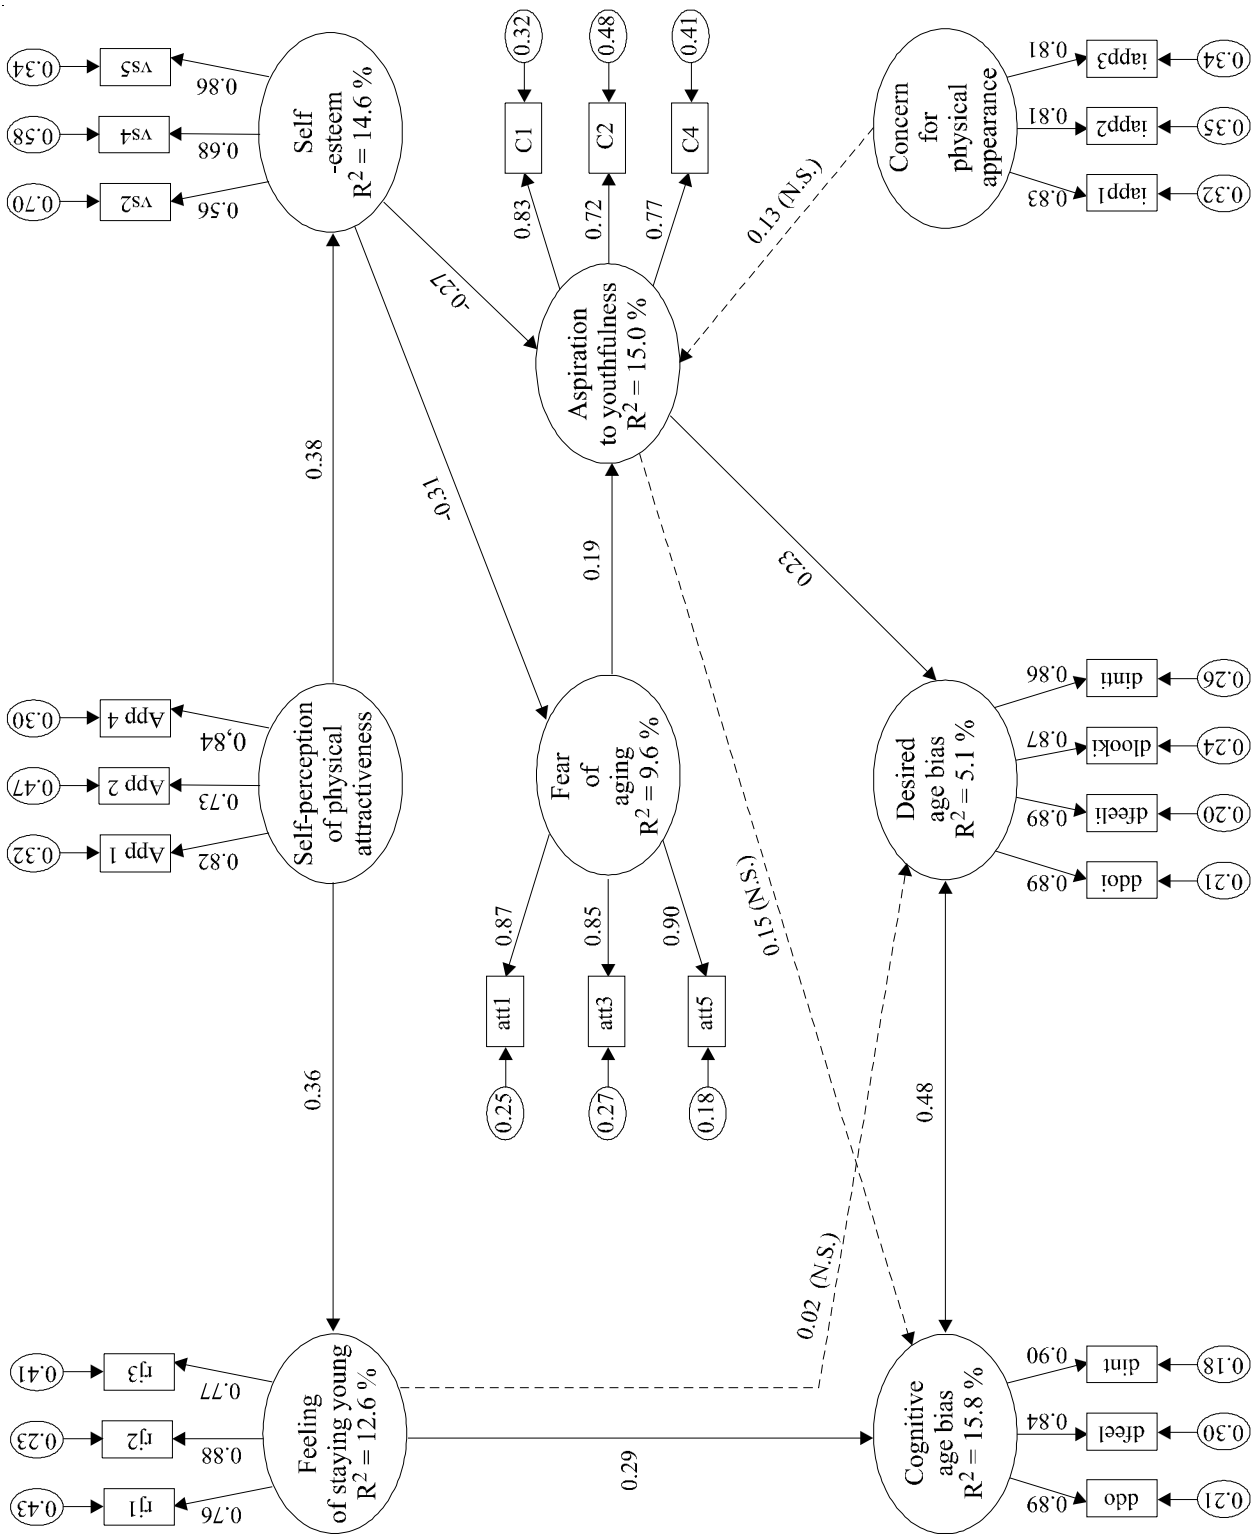 0.34
vs5
0.86
0.58
vs4
0.68
0.70
vs2
0.56
Self
-esteem
R² = 14.6 %
0.32
C1
0.83
0.48
C2
0.72
0.41
C4
0.77
Concern
for
physical
appearance
0.81
iapp3
0.34
0.81
iapp2
0.35
0.83
iapp1
0.32
0.13 (N.S.)
-0.27
Aspiration
to youthfulness
R² = 15.0 %
0.38
-0.31
0.19
0.23
0.30
App 4
0,84
0.47
App 2
0.73
0.32
App 1
0.82
Self-perception
of physical
attractiveness
Fear
of
aging
R² = 9.6 %
0.87
att1
0.25
0.85
att3
0.27
0.90
att5
0.18
0.15 (N.S.)
Desired
age bias
R² = 5.1 %
0.86
dinti
0.26
0.87
dlooki
0.24
0.89
dfeeli
0.20
0.89
ddoi
0.21
0.36
0.48
0.02 (N.S.)
0.41
rj3
0.77
0.23
rj2
0.88
0.43
rj1
0.76
Feeling
of staying young
R² = 12.6 %
0.29
Cognitive
age bias
R² = 15.8 %
0.90
dint
0.18
0.84
dfeel
0.30
0.89
ddo
0.21